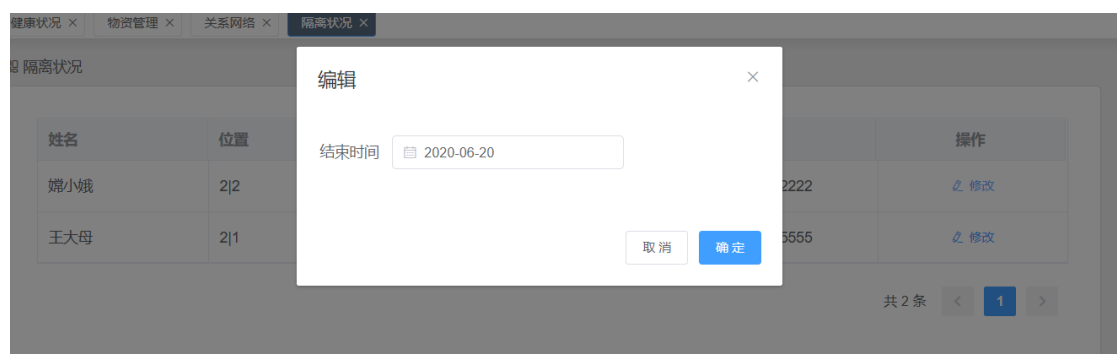 健康状况 × 物资管理 × 关系网络 × 隔离状况 ×
隔离状况
编辑 ×
姓名 位置 操作
结束时间 2020-06-20
嫦小娥 2|2 2222 修改
王大母 2|1 5555 修改
取消 确定
共 2 条 < 1 >